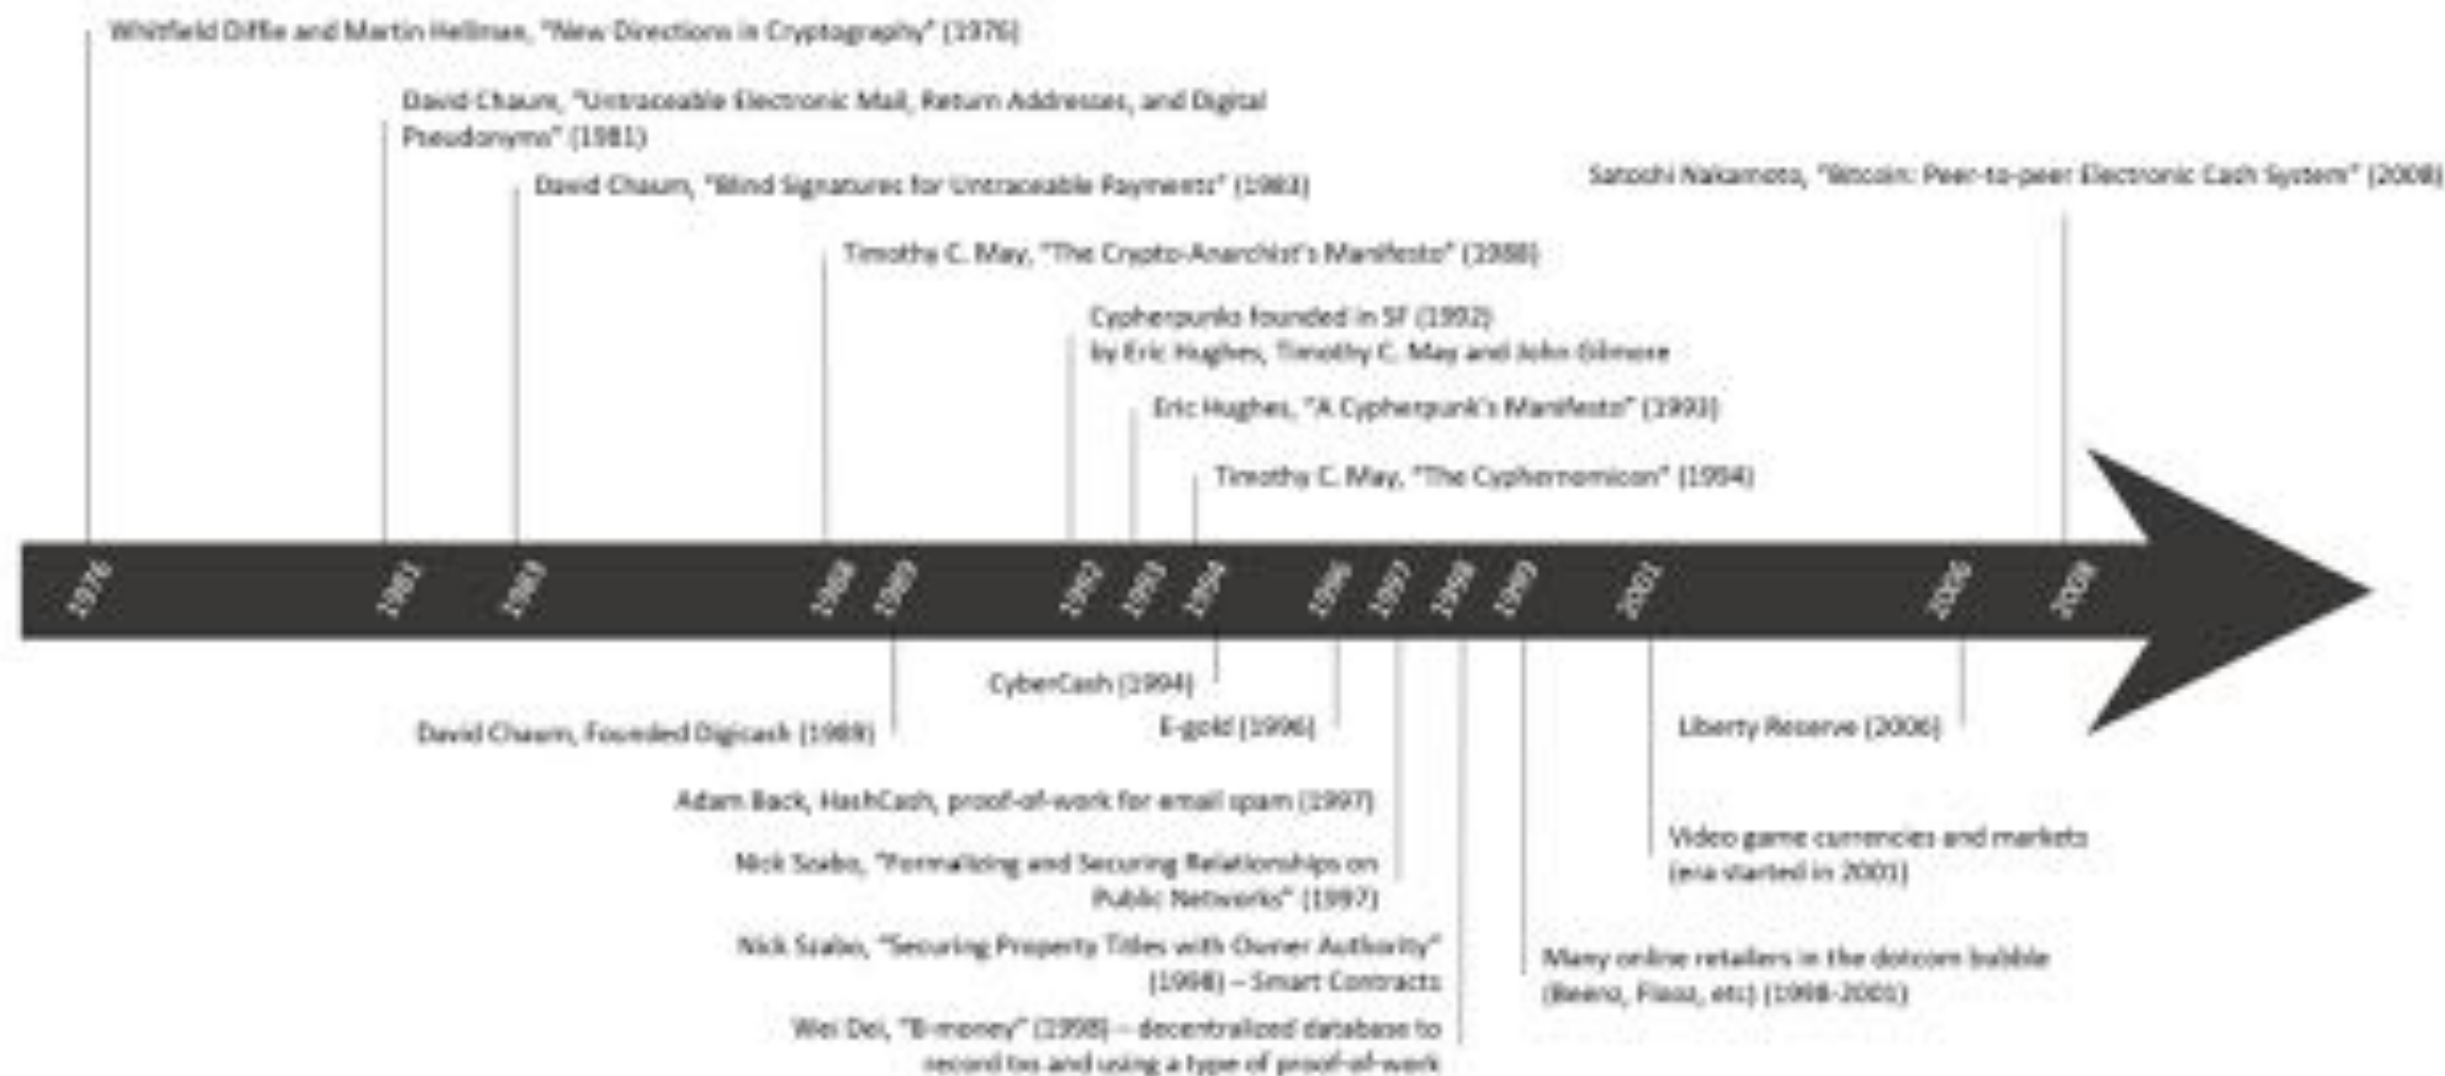 Whitfield Diffie and Martin Hellman, "New Directions in Cryptography" (1976)
David Chaum, "Untraceable Electronic Mail, Return Addresses, and Digital
Pseudonyms" (1981)
David Chaum, "Blind Signatures for Untraceable Payments" (1983)
Satoshi Nakamoto, "Bitcoin: Peer-to-peer Electronic Cash System" (2008)
Timothy C. May, "The Crypto-Anarchist's Manifesto" (1988)
Cypherpunks founded in SF (1992)
by Eric Hughes, Timothy C. May and John Gilmore
Eric Hughes, "A Cypherpunk's Manifesto" (1993)
Timothy C. May, "The Cyphernomicon" (1994)
1976
1981
1983
1988
1989
1992
1993
1994
1996
1997
1998
1999
2001
2006
2008
CyberCash (1994)
David Chaum, Founded Digicash (1989)
E-gold (1996)
Liberty Reserve (2006)
Adam Back, HashCash, proof-of-work for email spam (1997)
Video game currencies and markets
(era started in 2001)
Nick Szabo, "Formalizing and Securing Relationships on
Public Networks" (1997)
Nick Szabo, "Securing Property Titles with Owner Authority"
(1998) – Smart Contracts
Many online retailers in the dotcom bubble
(Beenz, Flooz, etc) (1998-2001)
Wei Dei, "B-money" (1998) – decentralized database to
record txs and using a type of proof-of-work